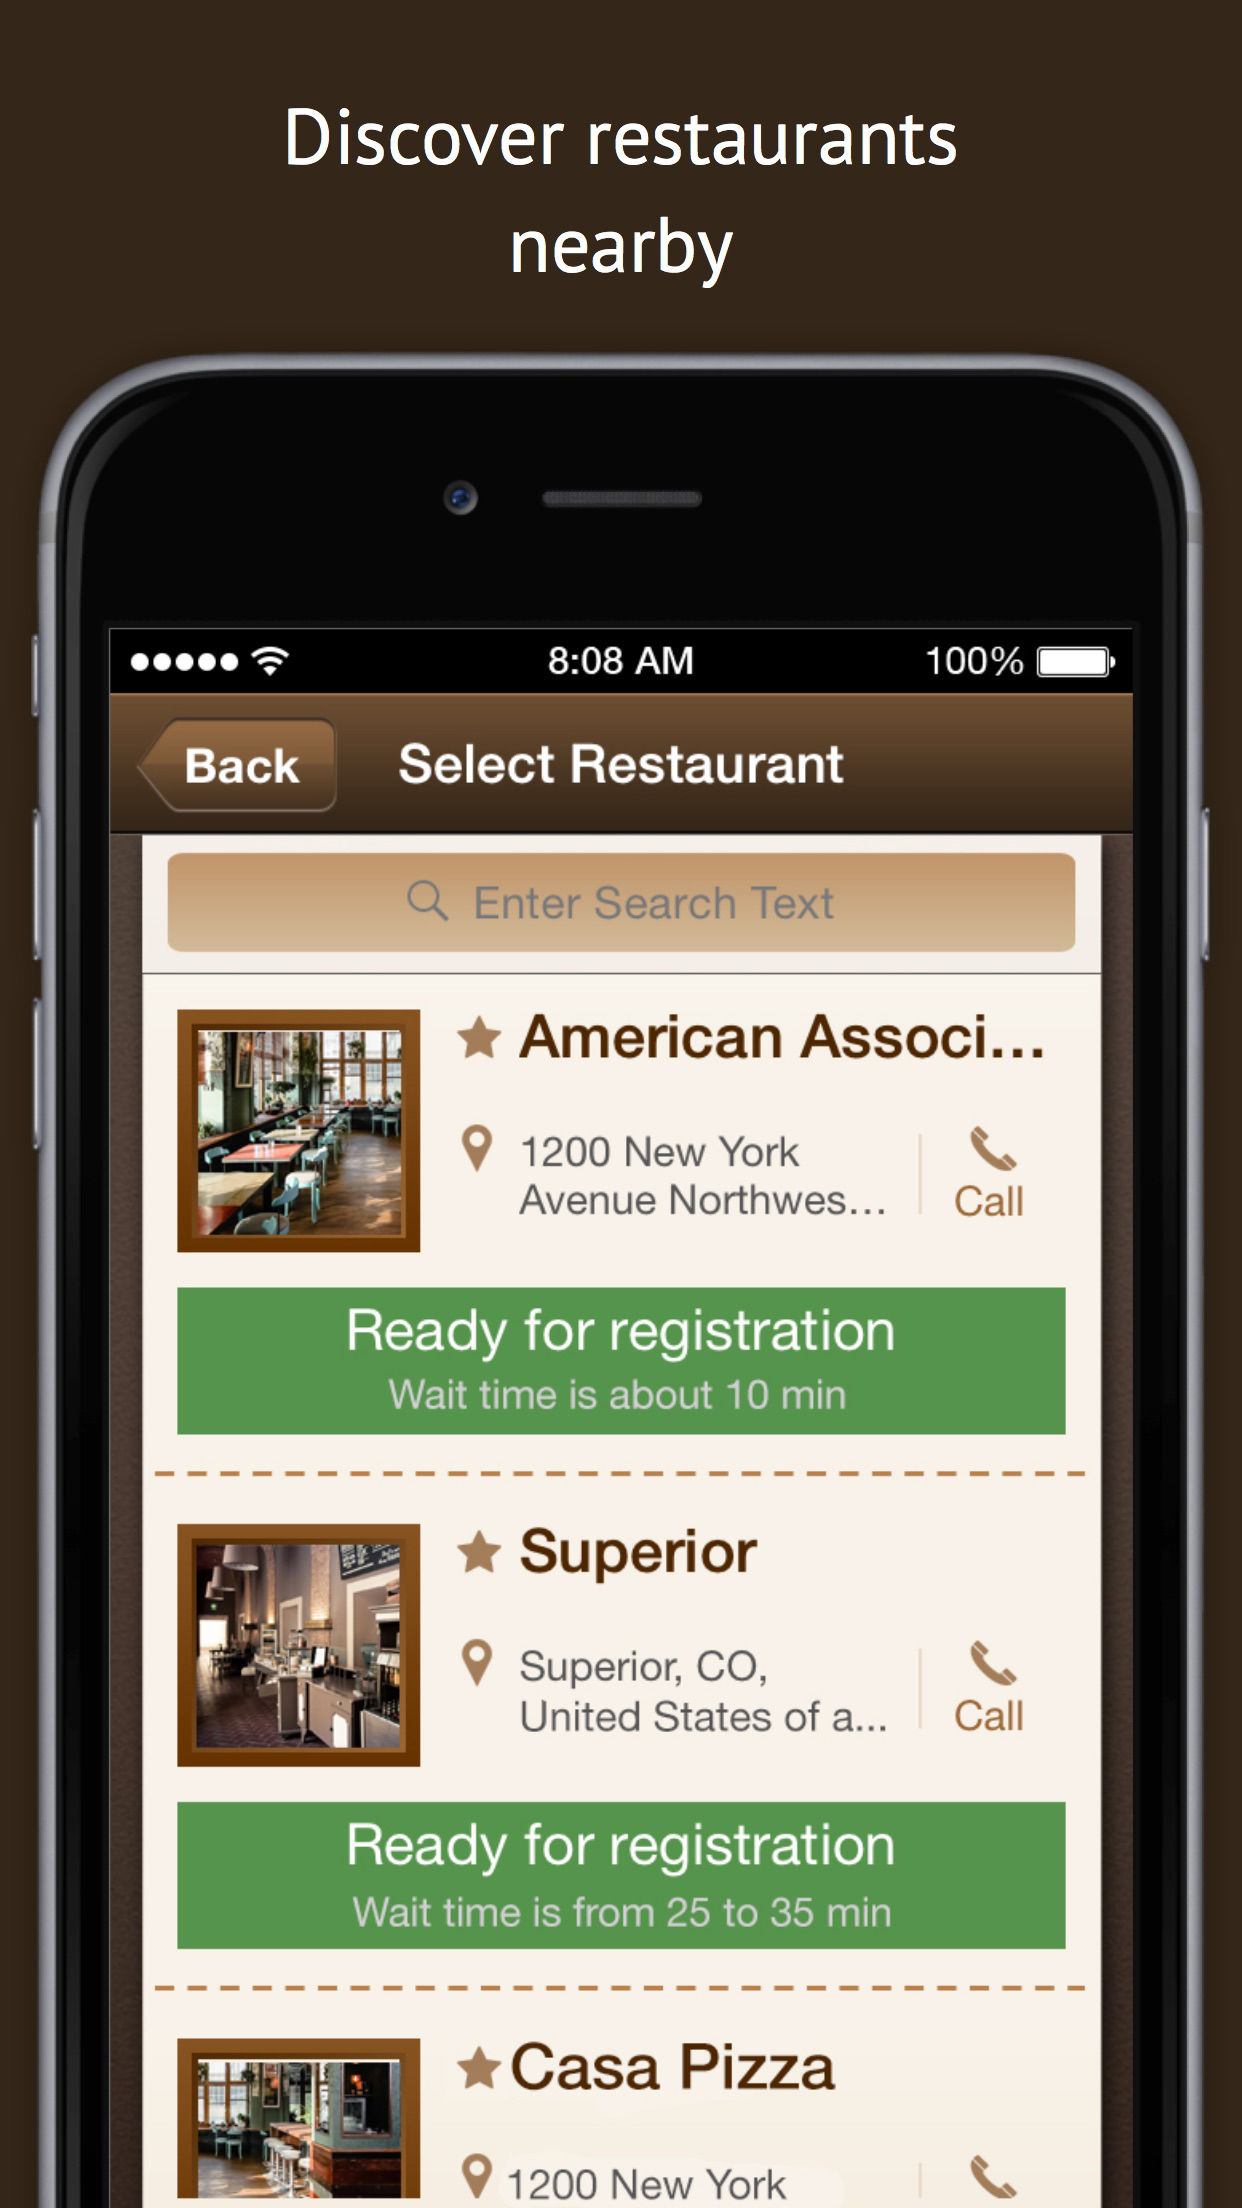 Discover restaurants
nearby
8:08 AM
100%
Back
Select Restaurant
Enter Search Text
American Associ...
1200 New York
Avenue Northwes...
Call
Ready for registration
Wait time is about 10 min
Superior
Superior, CO,
United States of a...
Call
Ready for registration
Wait time is from 25 to 35 min
Casa Pizza
1200 New York